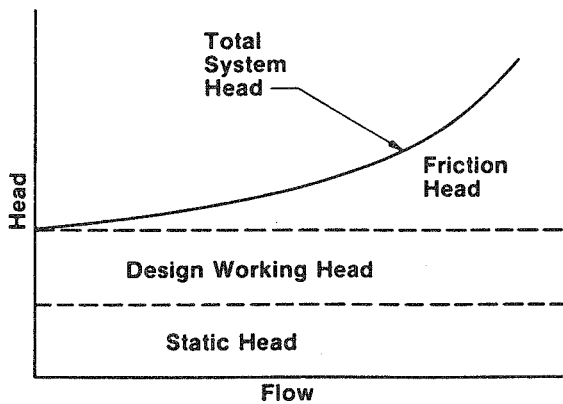 Total
System
Head
Friction
Head
Head
Design Working Head
Static Head
Flow